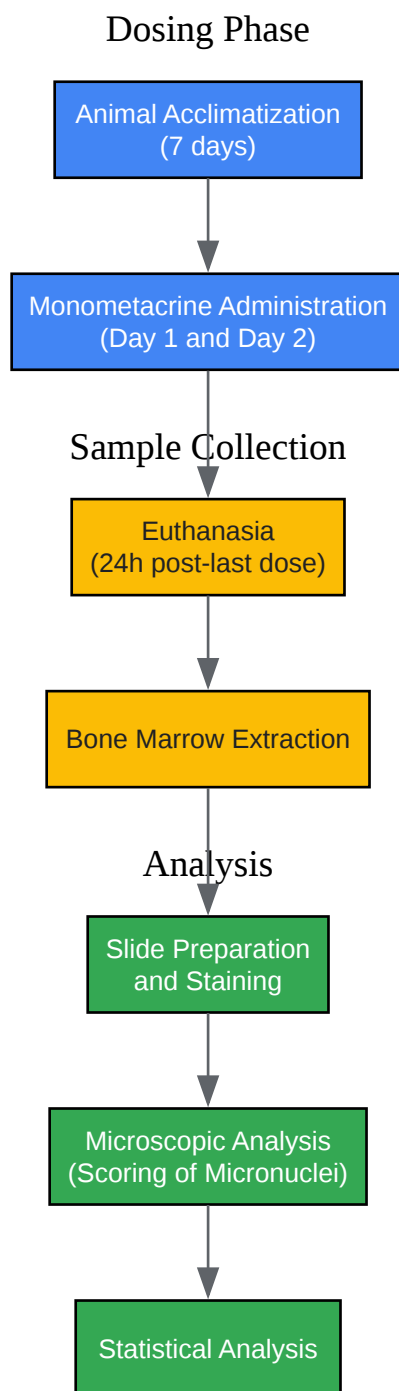 Dosing Phase
Animal Acclimatization
(7 days)
Monometacrine Administration
(Day 1 and Day 2)
Sample Collection
Euthanasia
(24h post-last dose)
Bone Marrow Extraction
Analysis
Slide Preparation
and Staining
Microscopic Analysis
(Scoring of Micronuclei)
Statistical Analysis